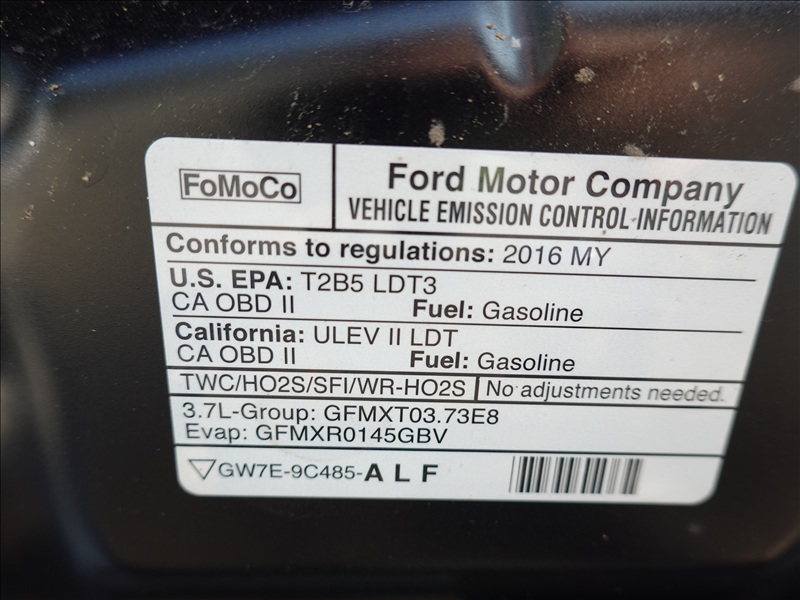 FoMoCo
Ford Motor Company
VEHICLE EMISSION CONTROL INFORMATION
Conforms to regulations: 2016 MY
U.S. EPA: T2B5 LDT3
CA OBD II Fuel: Gasoline
California: ULEV II LDT
CA OBD II Fuel: Gasoline
TWC/HO2S/SFI/WR-HO2S No adjustments needed.
3.7L-Group: GFMXT03.73E8
Evap: GFMXR0145GBV
GW7E-9C485-ALF